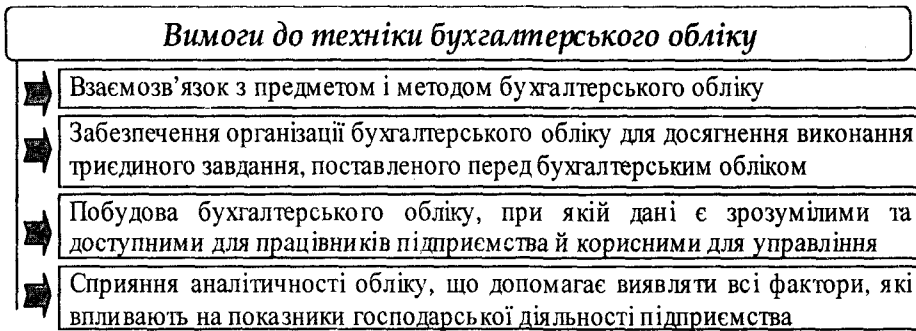 Вимоги до техніки бухгалтерського обліку
Взаємозв'язок з предметом і методом бухгалтерського обліку
Забезпечення організації бухгалтерського обліку для досягнення виконання
триєдиного завдання, поставленого перед бухгалтерським обліком
Побудова бухгалтерського обліку, при якій дані є зрозумілими та
доступними для працівників підприємства й корисними для управління
Сприяння аналітичності обліку, що допомагає виявляти всі фактори, які
впливають на показники господарської діяльності підприємства